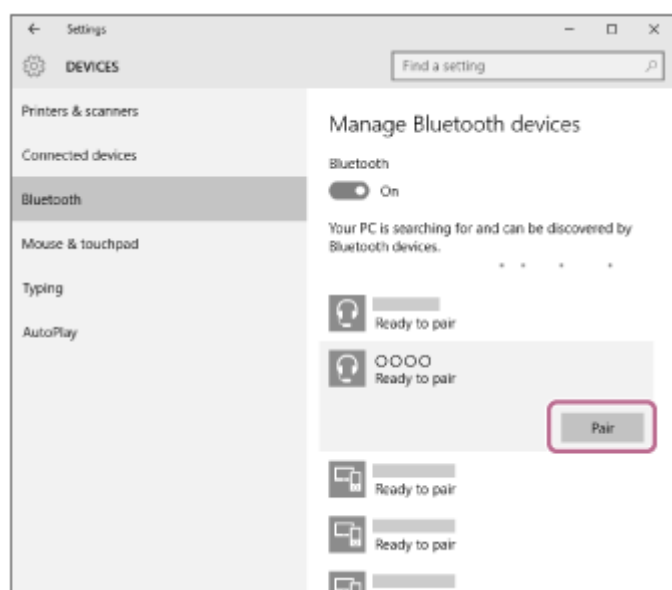 Settings
DEVICES
Find a setting
Printers & scanners
Connected devices
Bluetooth
Mouse & touchpad
Typing
AutoPlay
Manage Bluetooth devices
Bluetooth
On
Your PC is searching for and can be discovered by
Bluetooth devices.
Ready to pair
OOOO
Ready to pair
Pair
Ready to pair
Ready to pair